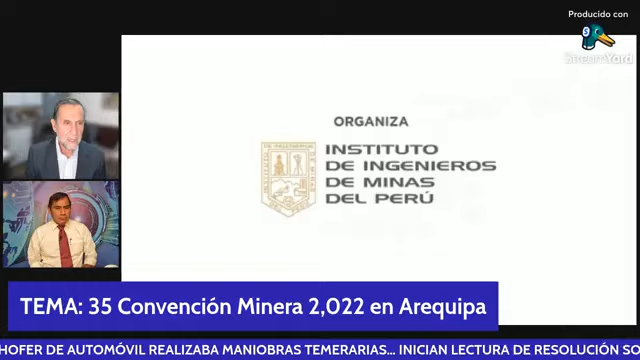 Producido con
StreamYard
ORGANIZA
INSTITUTO
DE INGENIEROS
DE MINAS
DEL PERÚ
TEMA: 35 Convención Minera 2,022 en Arequipa
HOFER DE AUTOMÓVIL REALIZABA MANIOBRAS TEMERARIAS... INICIAN LECTURA DE RESOLUCIÓN SO